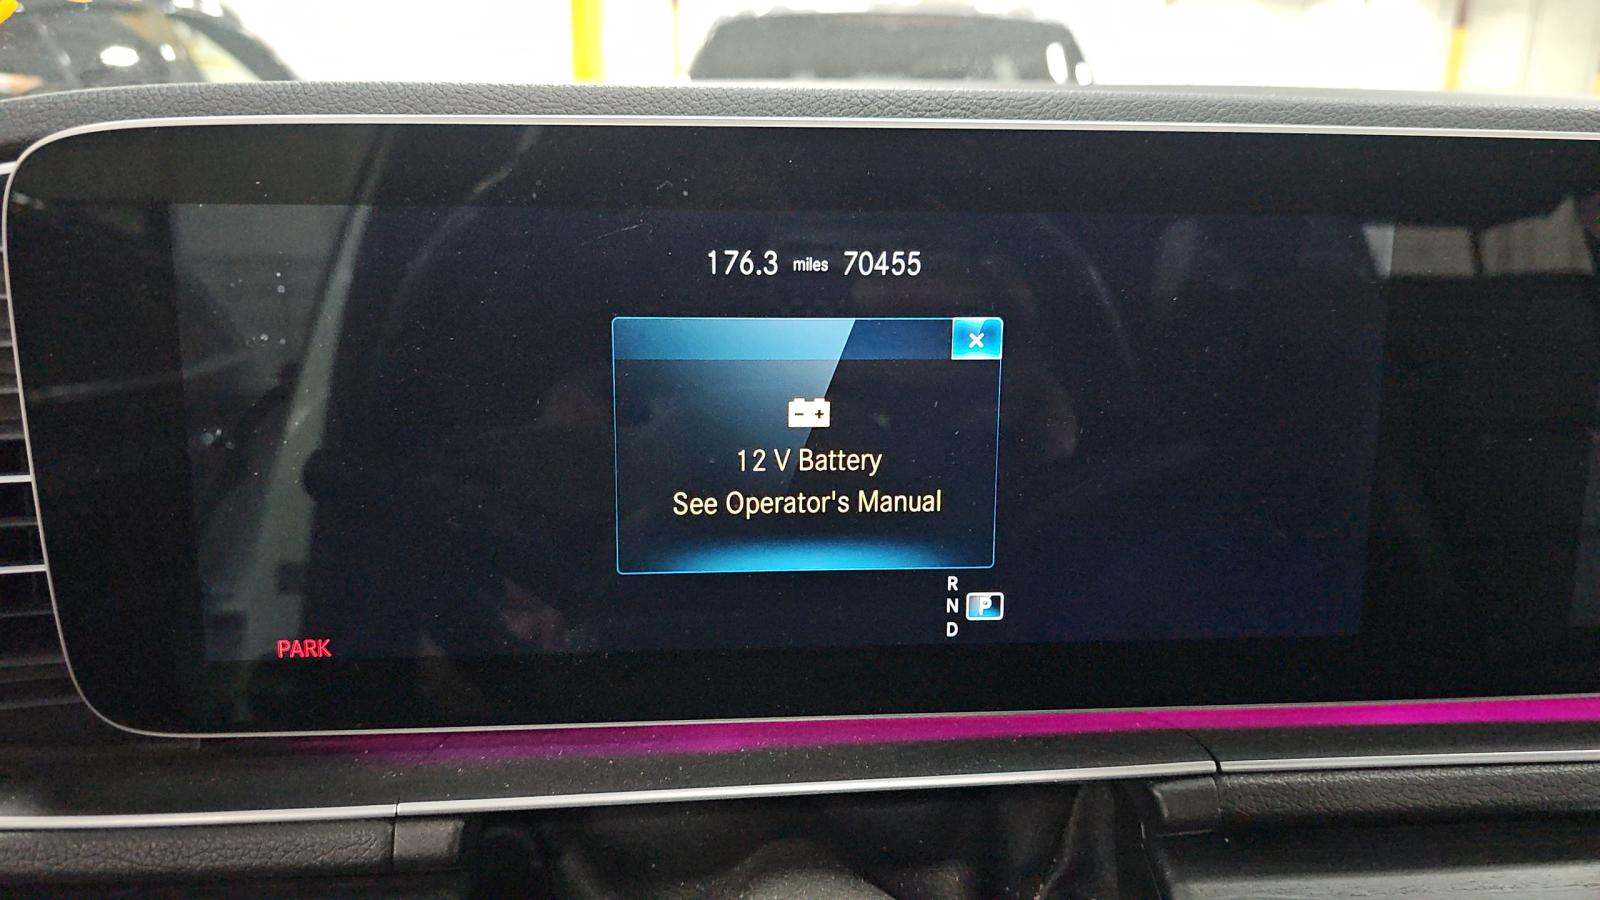 176.3 miles 70455
12 V Battery
See Operator's Manual
R
N P
D
PARK